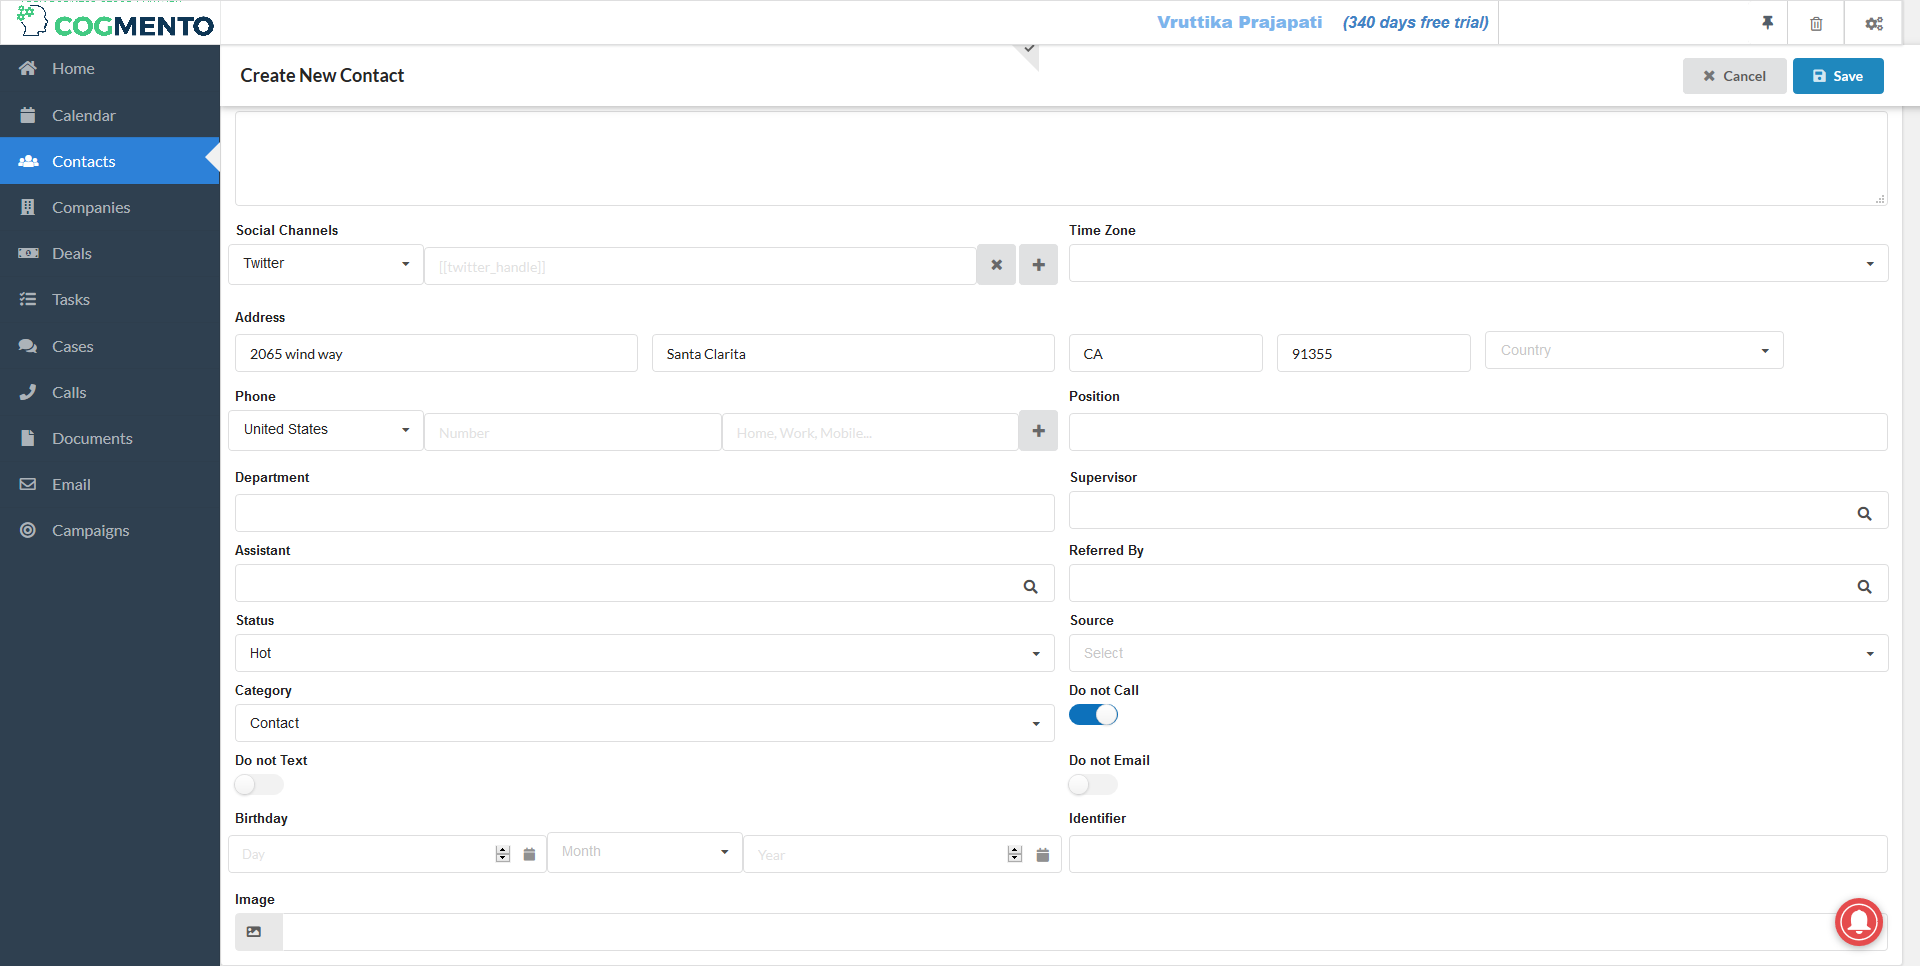 COGMENTO
Vruttika Prajapati (340 days free trial)
Home
Calendar
Contacts
Companies
Deals
Tasks
Cases
Calls
Documents
Email
Campaigns
Create New Contact
Cancel
Save
Social Channels
Time Zone
Twitter
[[twitter_handle]]
Address
2065 wind way
Santa Clarita
CA
91355
Country
Phone
Position
United States
Number
Home, Work, Mobile...
Department
Supervisor
Assistant
Referred By
Status
Source
Hot
Select
Category
Do not Call
Contact
Do not Text
Do not Email
Birthday
Identifier
Day
Month
Year
Image